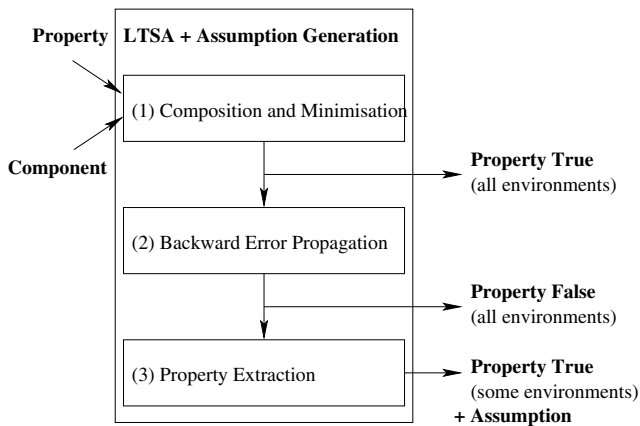 Property
LTSA + Assumption Generation
(1) Composition and Minimisation
Component
Property True
(all environments)
(2) Backward Error Propagation
Property False
(all environments)
(3) Property Extraction
Property True
(some environments)
+ Assumption